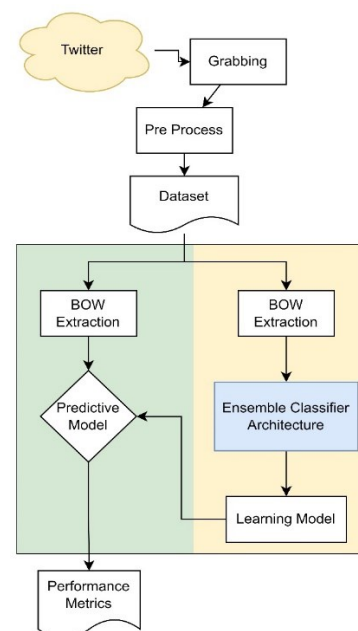 Twitter
Grabbing
Pre Process
Dataset
BOW
Extraction
BOW
Extraction
Predictive
Model
Ensemble Classifier
Architecture
Learning Model
Performance
Metrics